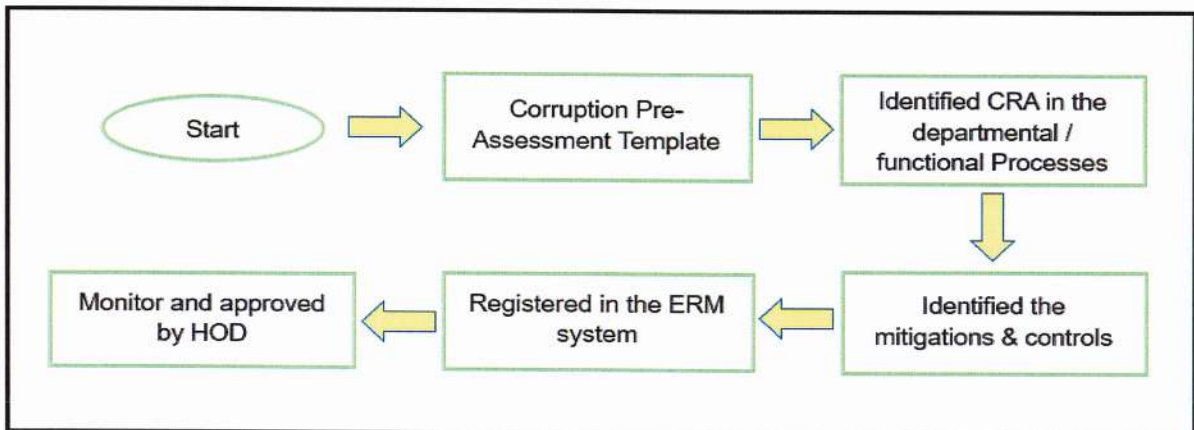 Start
Corruption Pre-
Assessment Template
Identified CRA in the
departmental /
functional Processes
Identified the
mitigations & controls
Registered in the ERM
system
Monitor and approved
by HOD